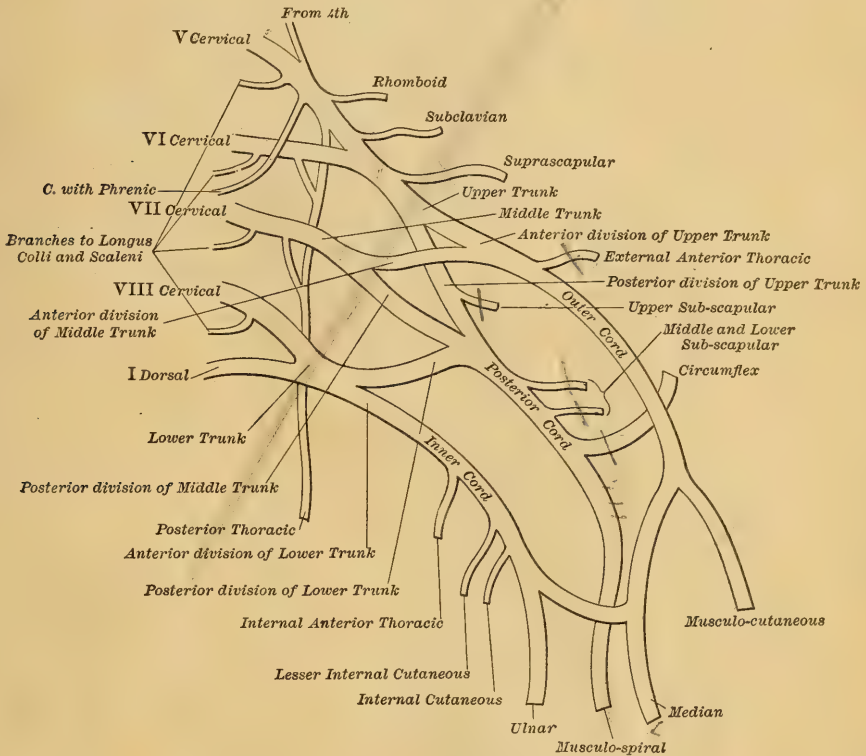 From 4th
V Cervical
Rhomboid
Subclavian
VI Cervical
Suprascapular
C. with Phrenic
Upper Trunk
VII Cervical
Middle Trunk
Anterior division of Upper Trunk
Branches to Longus
Colli and Scaleni
External Anterior Thoracic
Posterior division of Upper Trunk
VIII Cervical
Upper Sub-scapular
Anterior division
of Middle Trunk
Outer Cord
Middle and Lower
Sub-scapular
Circumflex
I Dorsal
Posterior Cord
Lower Trunk
Inner Cord
Posterior division of Middle Trunk
Posterior Thoracic
Anterior division of Lower Trunk
Posterior division of Lower Trunk
Internal Anterior Thoracic
Musculo-cutaneous
Lesser Internal Cutaneous
Internal Cutaneous
Ulnar
Median
Musculo-spiral